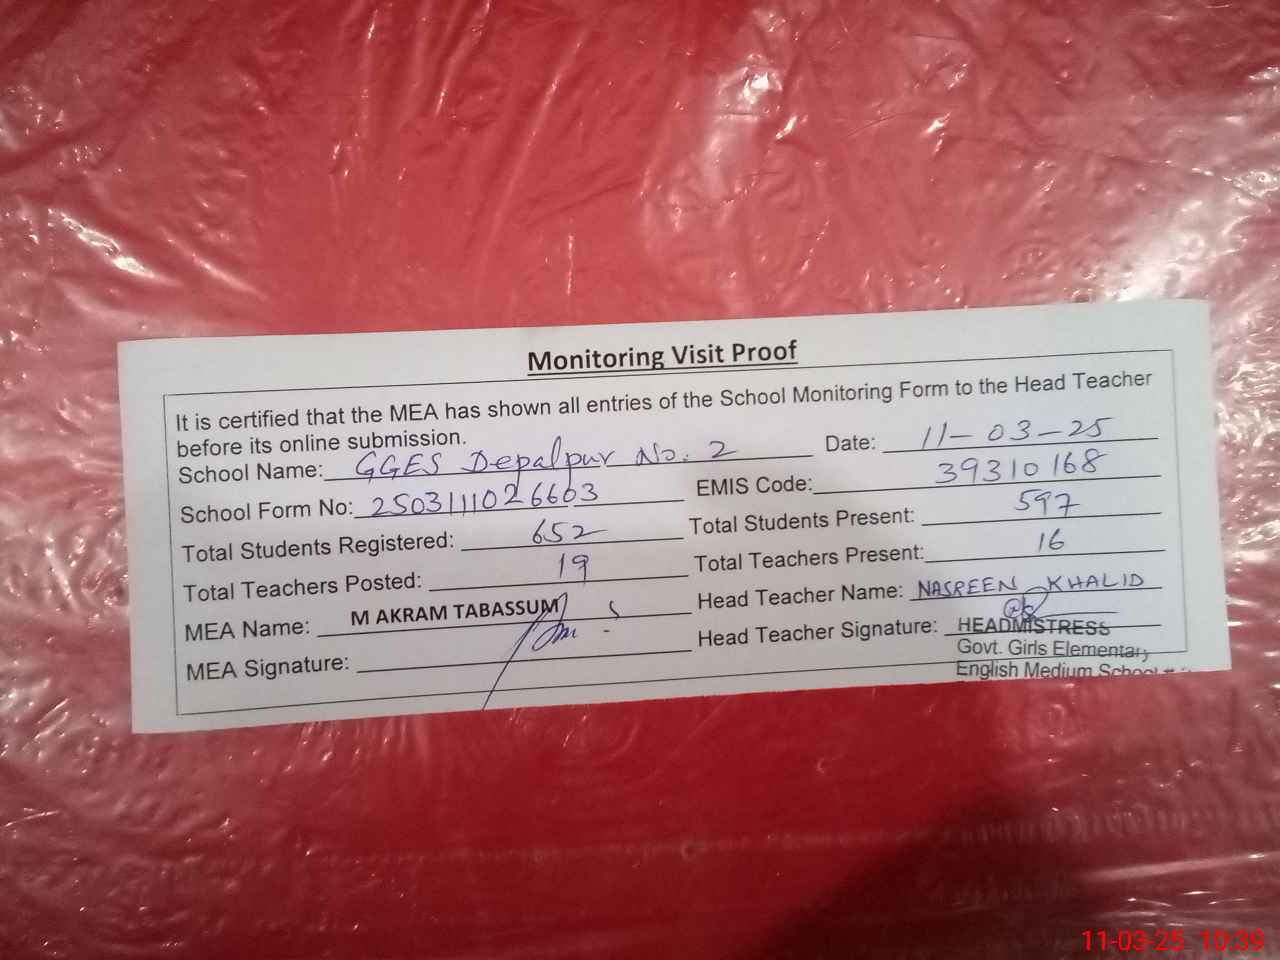 Monitoring Visit Proof
It is certified that the MEA has shown all entries of the School Monitoring Form to the Head Teacher
before its online submission.
School Name: GGES Depalpur No. 2 Date: 11-03-25
School Form No: 2503111026603 EMIS Code: 39310168
Total Students Registered: 652 Total Students Present: 597
Total Teachers Posted: 19 Total Teachers Present: 16
MEA Name: M AKRAM TABASSUM Head Teacher Name: NASREEN KHALID
MEA Signature: Head Teacher Signature: HEADMISTRESS
Govt. Girls Elementary
English Medium School
11-03-25 10:39